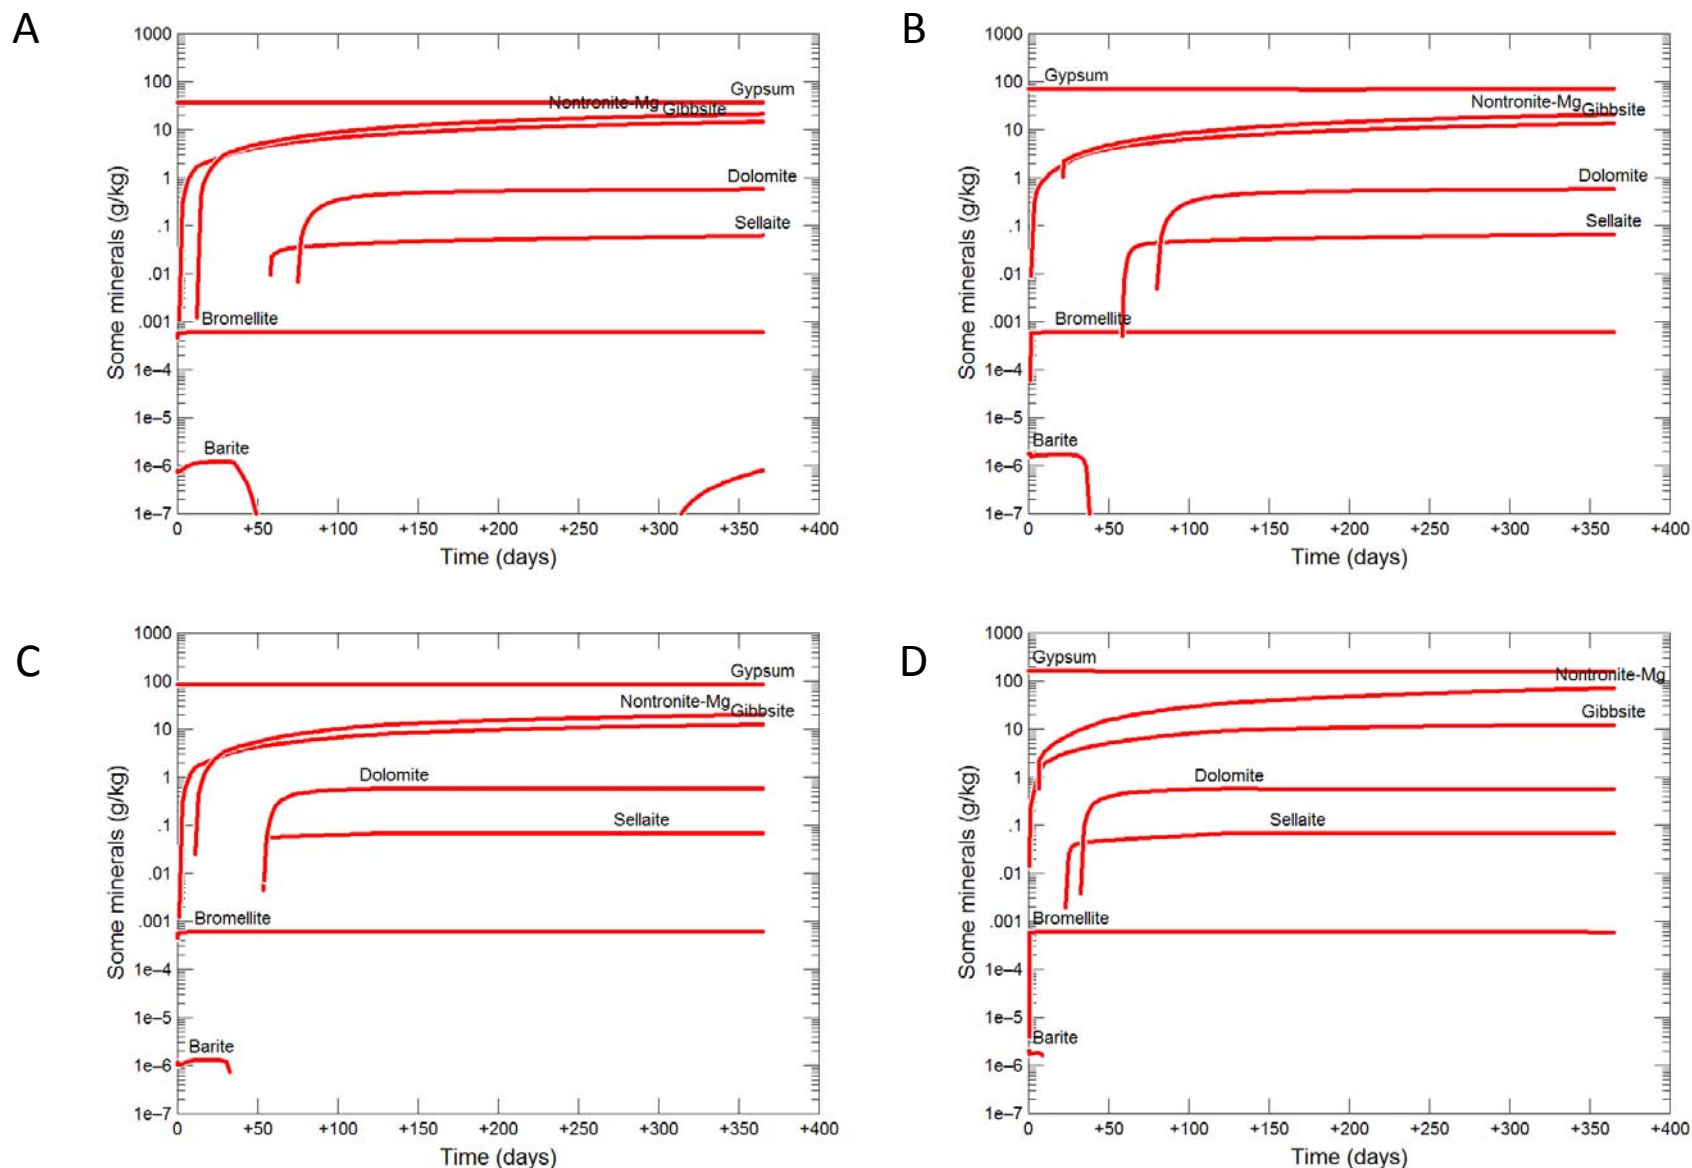 A
Some minerals (g/kg)
1000
100
10
1
.1
.01
.001
1e–4
1e–5
1e–6
1e–7
Gypsum
Nontronite-Mg
Gibbsite
Dolomite
Sellaite
Bromellite
Barite
0 +50 +100 +150 +200 +250 +300 +350 +400
Time (days)
B
Some minerals (g/kg)
1000
100
10
1
.1
.01
.001
1e–4
1e–5
1e–6
1e–7
Gypsum
Nontronite-Mg
Gibbsite
Dolomite
Sellaite
Bromellite
Barite
0 +50 +100 +150 +200 +250 +300 +350 +400
Time (days)
C
Some minerals (g/kg)
1000
100
10
1
.1
.01
.001
1e–4
1e–5
1e–6
1e–7
Gypsum
Nontronite-Mg
Gibbsite
Dolomite
Sellaite
Bromellite
Barite
0 +50 +100 +150 +200 +250 +300 +350 +400
Time (days)
D
Some minerals (g/kg)
1000
100
10
1
.1
.01
.001
1e–4
1e–5
1e–6
1e–7
Gypsum
Nontronite-Mg
Gibbsite
Dolomite
Sellaite
Bromellite
Barite
0 +50 +100 +150 +200 +250 +300 +350 +400
Time (days)